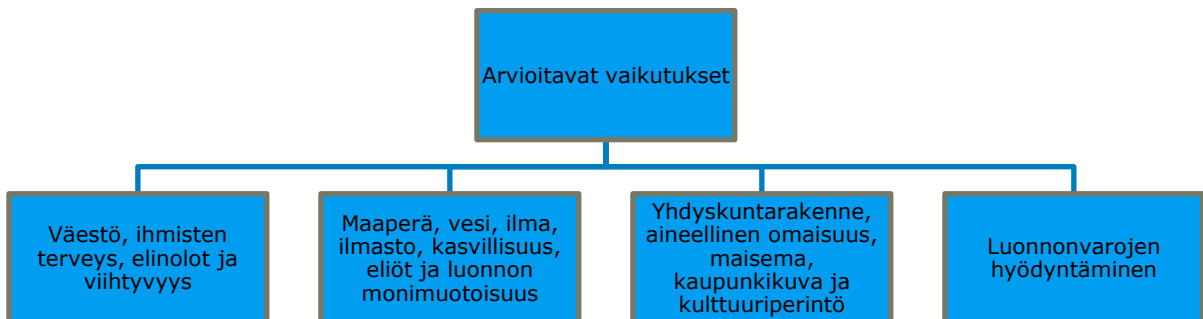 Arvioitavat vaikutukset
Väestö, ihmisten
terveys, elinolot ja
viihtyvyys
Maaperä, vesi, ilma,
ilmasto, kasvillisuus,
eliöt ja luonnon
monimuotoisuus
Yhdyskuntarakenne,
aineellinen omaisuus,
maisema,
kaupunkikuva ja
kulttuuriperintö
Luonnonvarojen
hyödyntäminen